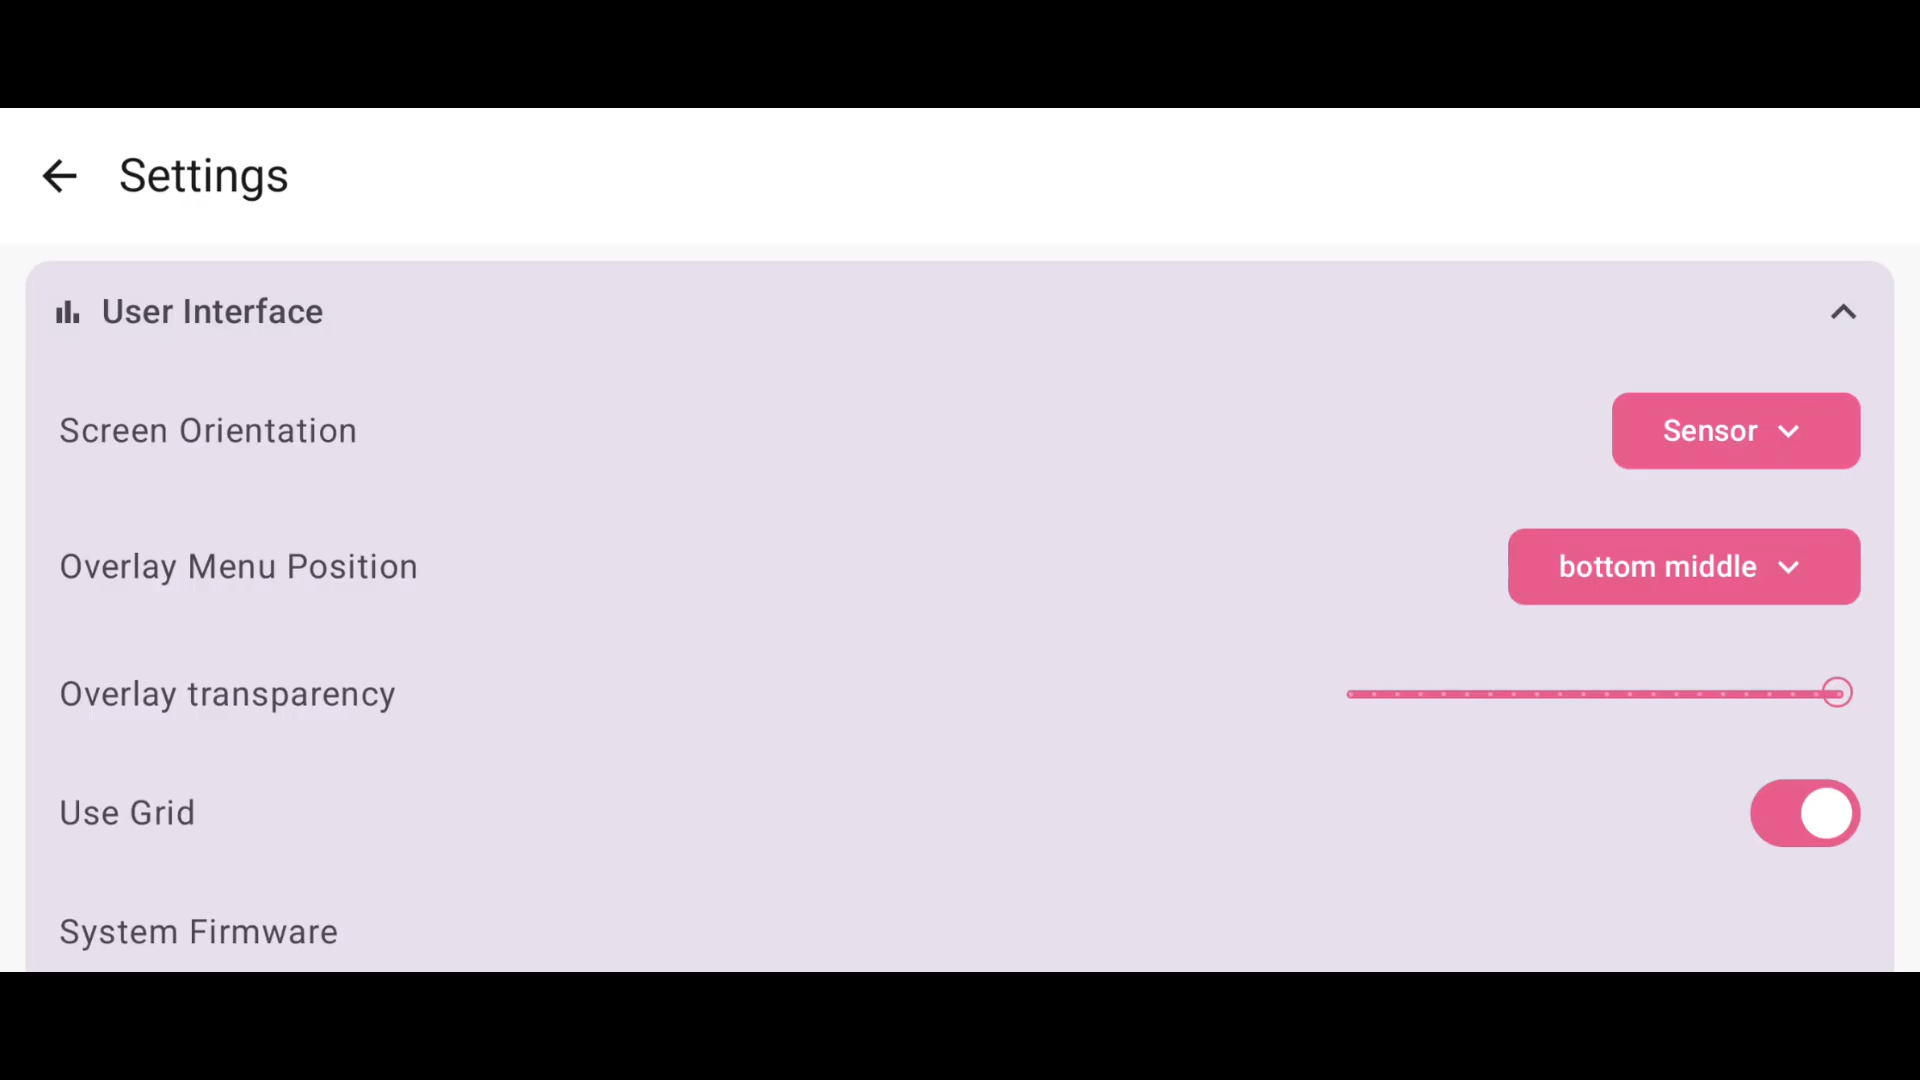 Settings
User Interface
Screen Orientation
Sensor
Overlay Menu Position
bottom middle
Overlay transparency
Use Grid
System Firmware